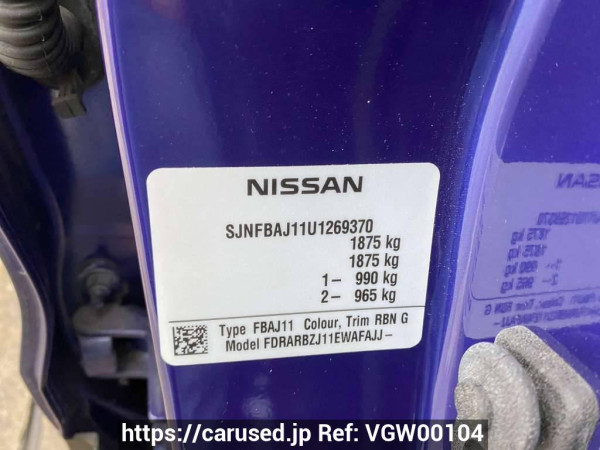 NISSAN
SJNFBAJ11U1269370
1875 kg
1875 kg
1– 990 kg
2– 965 kg
Type FBAJ11 Colour, Trim RBN G
Model FDRARBZJ11EWAFAJJ–
https://carused.jp Ref: VGW00104